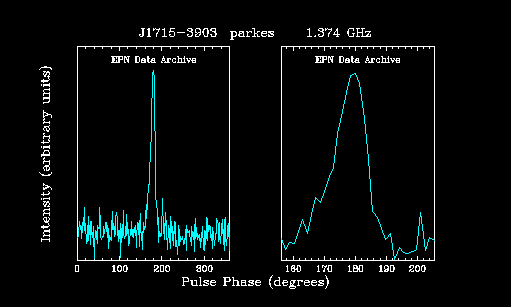 J1715-3903 parkes 1.374 GHz
EPN Data Archive
EPN Data Archive
Intensity (arbitrary units)
0 100 200 300
160 170 180 190 200
Pulse Phase (degrees)